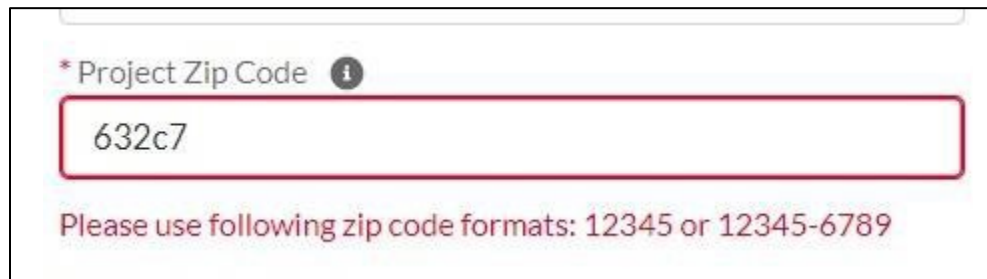 * Project Zip Code
632c7
Please use following zip code formats: 12345 or 12345-6789